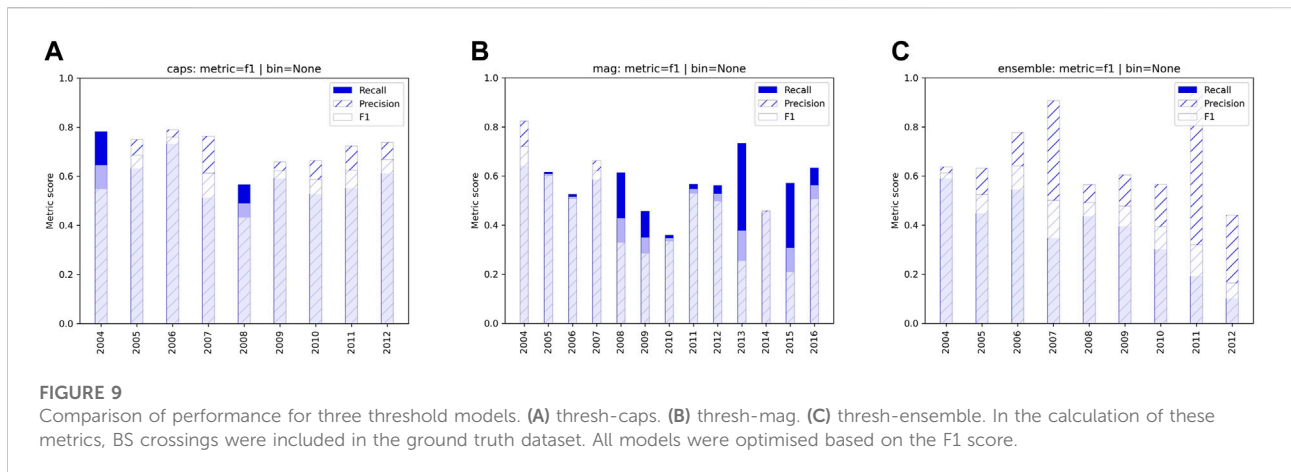 A
caps: metric=f1 | bin=None
Metric score
1.0
0.8
0.6
0.4
0.2
0.0
Recall
Precision
F1
2004
2005
2006
2007
2008
2009
2010
2011
2012
B
mag: metric=f1 | bin=None
Metric score
1.0
0.8
0.6
0.4
0.2
0.0
Recall
Precision
F1
2004
2005
2006
2007
2008
2009
2010
2011
2012
2013
2014
2015
2016
C
ensemble: metric=f1 | bin=None
Metric score
1.0
0.8
0.6
0.4
0.2
0.0
Recall
Precision
F1
2004
2005
2006
2007
2008
2009
2010
2011
2012
FIGURE 9
Comparison of performance for three threshold models. (A) thresh-caps. (B) thresh-mag. (C) thresh-ensemble. In the calculation of these
metrics, BS crossings were included in the ground truth dataset. All models were optimised based on the F1 score.